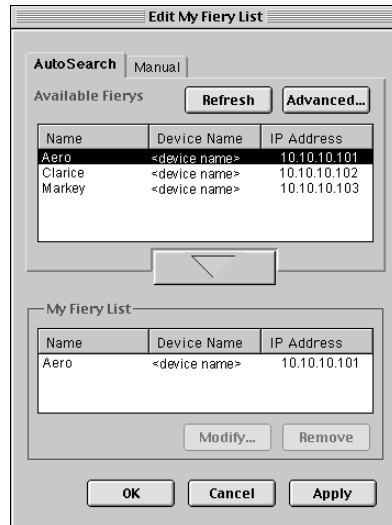 Edit My Fiery List
AutoSearch Manual
Available Fierys Refresh Advanced...
Name Device Name IP Address
Aero <device name> 10.10.10.101
Clarice <device name> 10.10.10.102
Markey <device name> 10.10.10.103
My Fiery List
Name Device Name IP Address
Aero <device name> 10.10.10.101
Modify... Remove
OK Cancel Apply